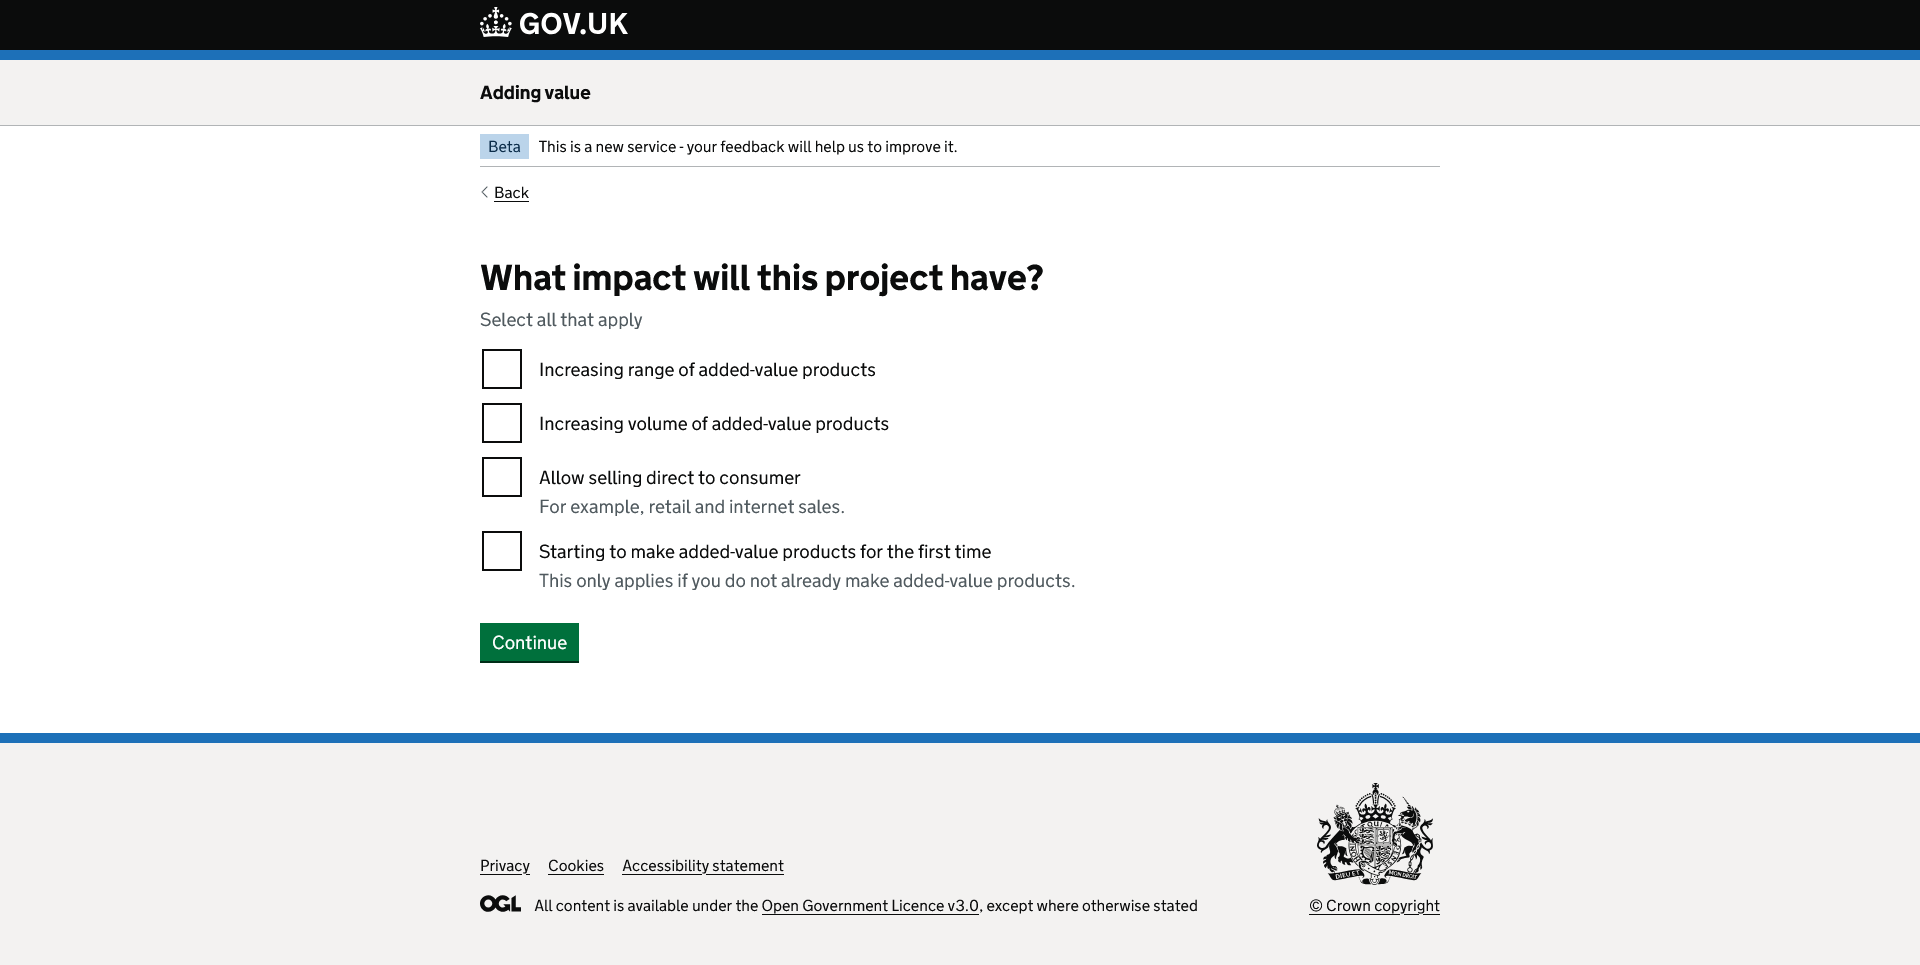 GOV.UK
Adding value
Beta This is a new service - your feedback will help us to improve it.
Back
What impact will this project have?
Select all that apply
Increasing range of added-value products
Increasing volume of added-value products
Allow selling direct to consumer
For example, retail and internet sales.
Starting to make added-value products for the first time
This only applies if you do not already make added-value products.
Continue
Privacy Cookies Accessibility statement
OGL All content is available under the Open Government Licence v3.0, except where otherwise stated
DIEU ET MON DROIT
© Crown copyright